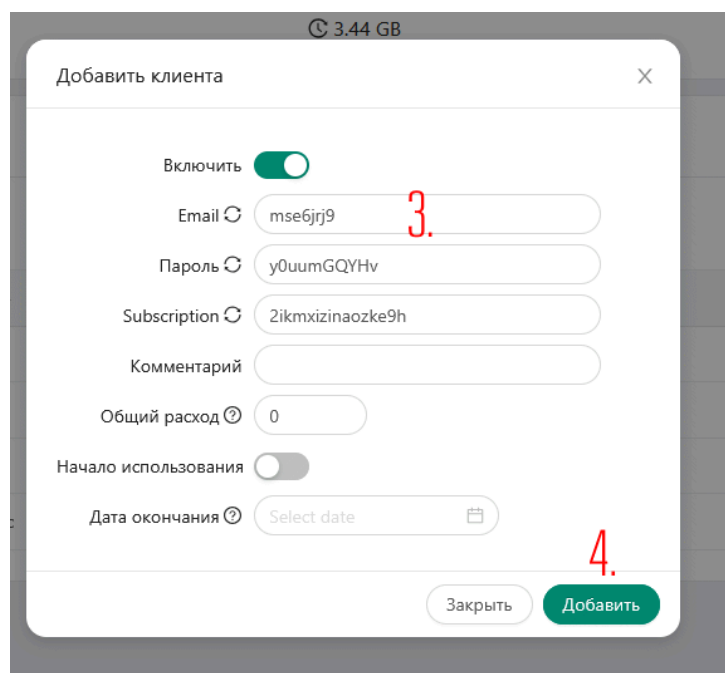 3.44 GB
Добавить клиента
Включить
Email mse6jrj9 3.
Пароль y0uumGQYHv
Subscription 2ikmxizinaozke9h
Комментарий
Общий расход 0
Начало использования
Дата окончания Select date
4.
Закрыть Добавить